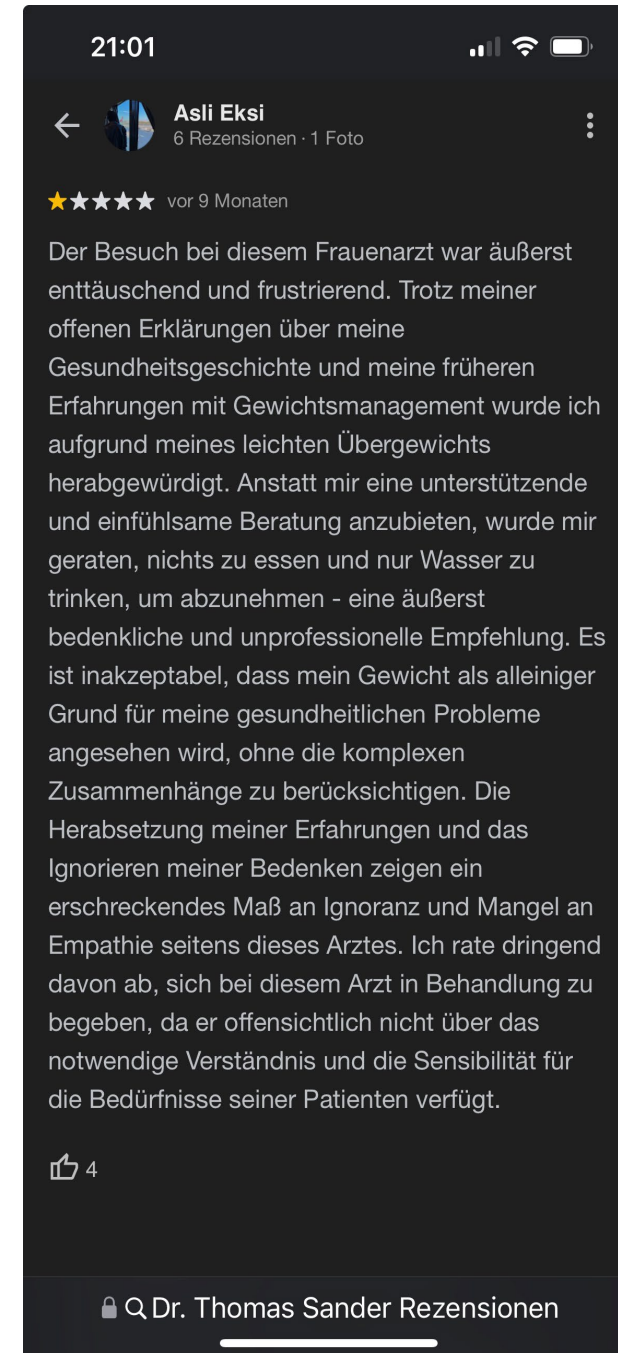 21:01
Asli Eksi
6 Rezensionen · 1 Foto
vor 9 Monaten
Der Besuch bei diesem Frauenarzt war äußerst
enttäuschend und frustrierend. Trotz meiner
offenen Erklärungen über meine
Gesundheitsgeschichte und meine früheren
Erfahrungen mit Gewichtsmanagement wurde ich
aufgrund meines leichten Übergewichts
herabgewürdigt. Anstatt mir eine unterstützende
und einfühlsame Beratung anzubieten, wurde mir
geraten, nichts zu essen und nur Wasser zu
trinken, um abzunehmen - eine äußerst
bedenkliche und unprofessionelle Empfehlung. Es
ist inakzeptabel, dass mein Gewicht als alleiniger
Grund für meine gesundheitlichen Probleme
angesehen wird, ohne die komplexen
Zusammenhänge zu berücksichtigen. Die
Herabsetzung meiner Erfahrungen und das
Ignorieren meiner Bedenken zeigen ein
erschreckendes Maß an Ignoranz und Mangel an
Empathie seitens dieses Arztes. Ich rate dringend
davon ab, sich bei diesem Arzt in Behandlung zu
begeben, da er offensichtlich nicht über das
notwendige Verständnis und die Sensibilität für
die Bedürfnisse seiner Patienten verfügt.
4
Dr. Thomas Sander Rezensionen